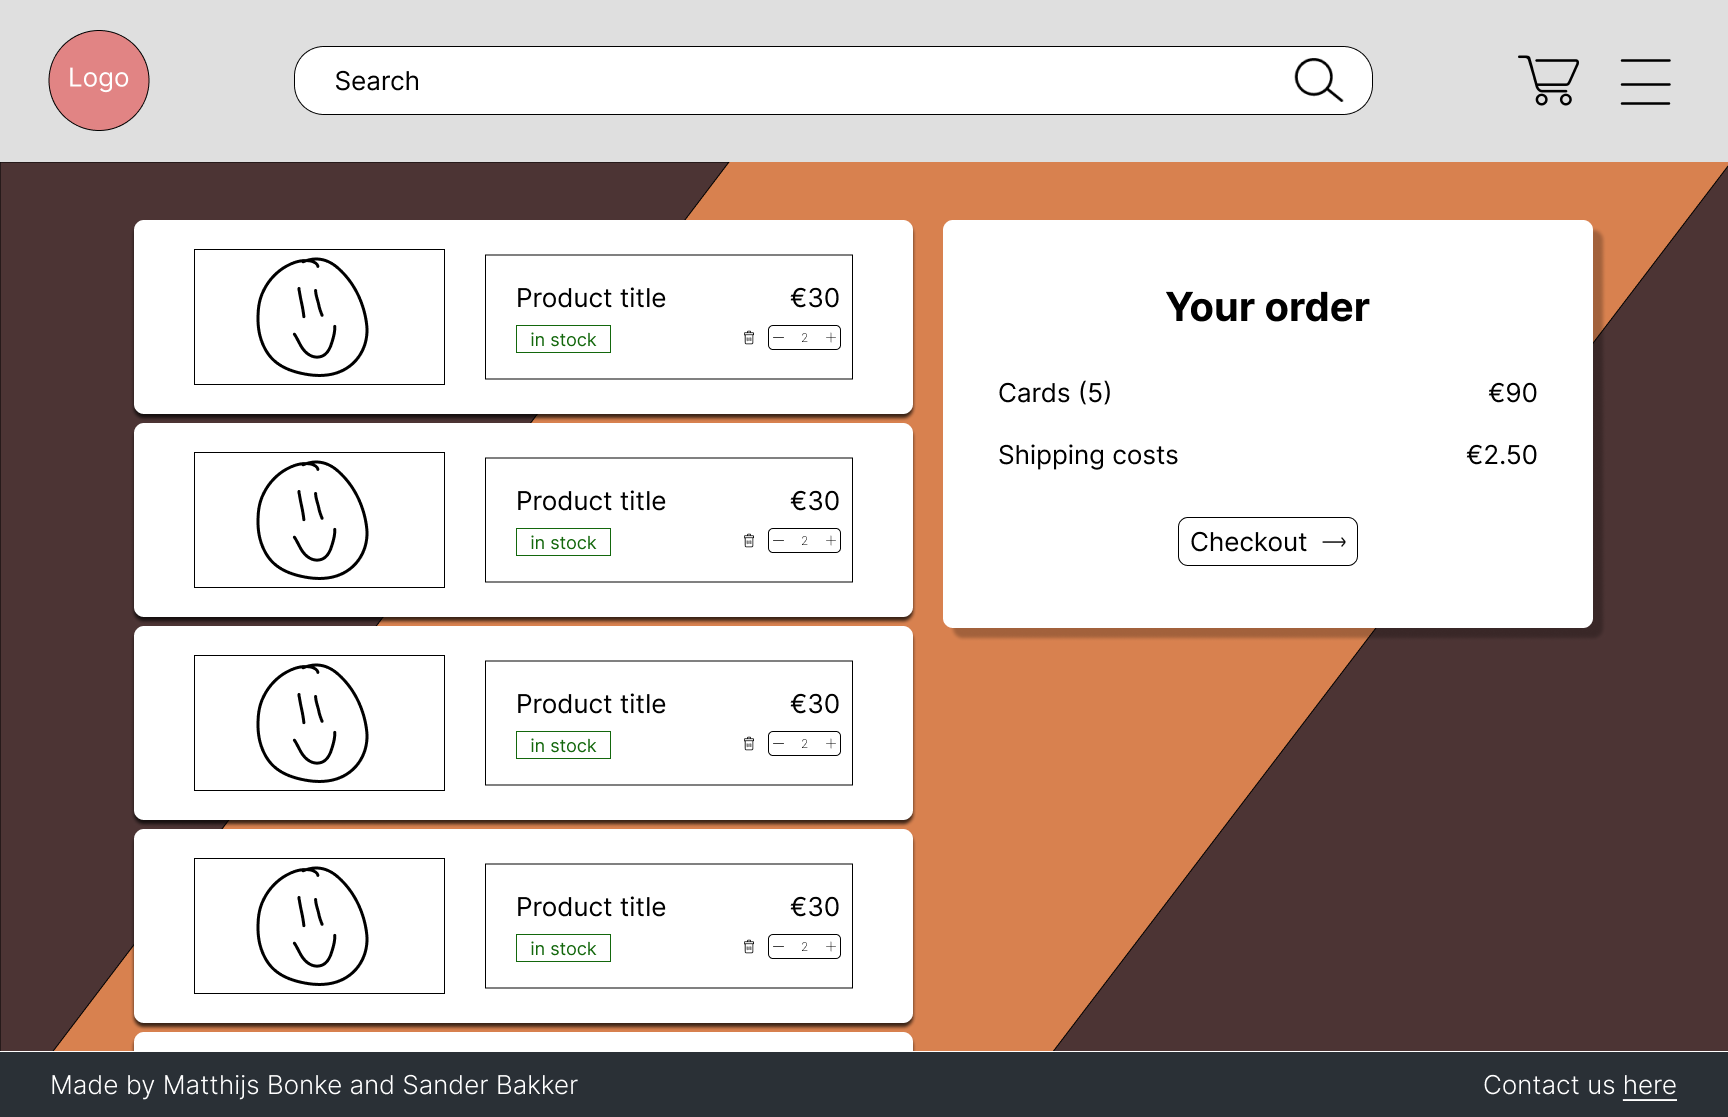 Logo
Search
Product title €30
in stock
2
Product title €30
in stock
2
Product title €30
in stock
2
Product title €30
in stock
2
Your order
Cards (5) €90
Shipping costs €2.50
Checkout →
Made by Matthijs Bonke and Sander Bakker
Contact us here